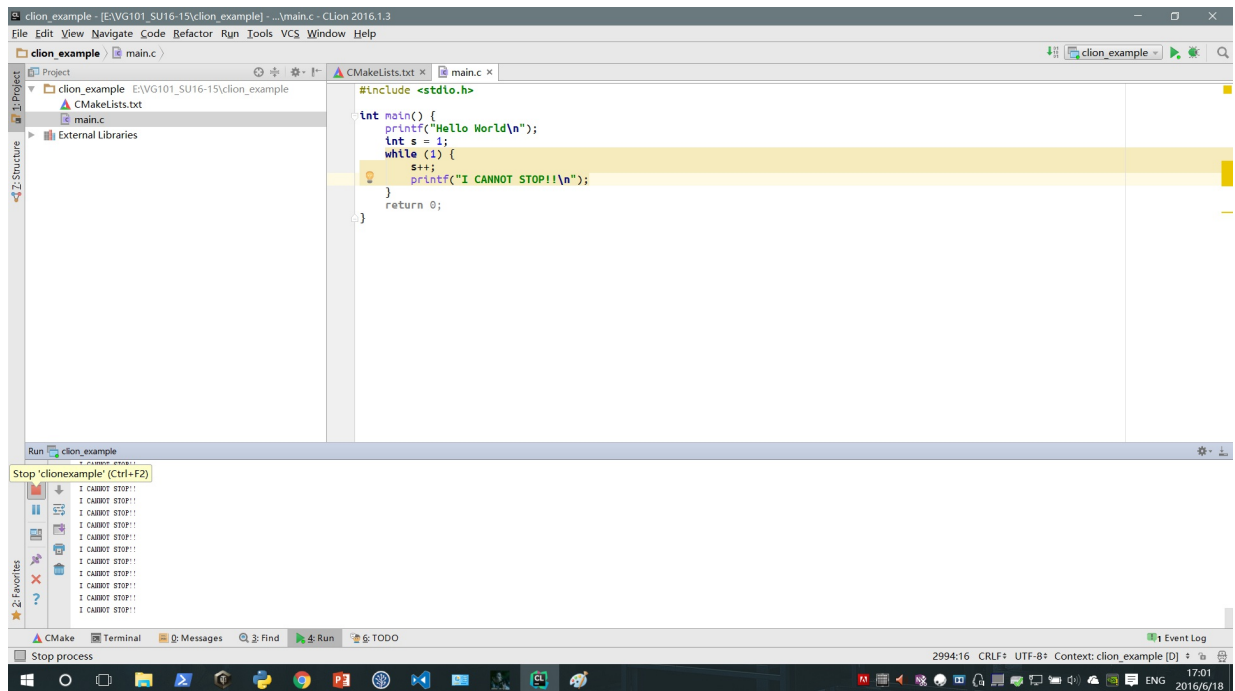 clion_example - [E:\VG101_SU16-15\clion_example] - ...\main.c - CLion 2016.1.3
File Edit View Navigate Code Refactor Run Tools VCS Window Help
clion_example main.c
clion_example
1: Project
Z: Structure
2: Favorites
Project
clion_example E:\VG101_SU16-15\clion_example
CMakeLists.txt
main.c
External Libraries
CMakeLists.txt × main.c ×
#include <stdio.h>
int main() {
printf("Hello World\n");
int s = 1;
while (1) {
s++;
printf("I CANNOT STOP!!\n");
}
return 0;
}
Run clion_example
I CANNOT STOP!!
Stop 'clionexample' (Ctrl+F2)
I CANNOT STOP!!
I CANNOT STOP!!
I CANNOT STOP!!
I CANNOT STOP!!
I CANNOT STOP!!
I CANNOT STOP!!
I CANNOT STOP!!
I CANNOT STOP!!
I CANNOT STOP!!
I CANNOT STOP!!
I CANNOT STOP!!
CMake Terminal 0: Messages 3: Find 4: Run 6: TODO 1 Event Log
Stop process 2994:16 CRLF UTF-8 Context: clion_example [D]
ENG 17:01
2016/6/18